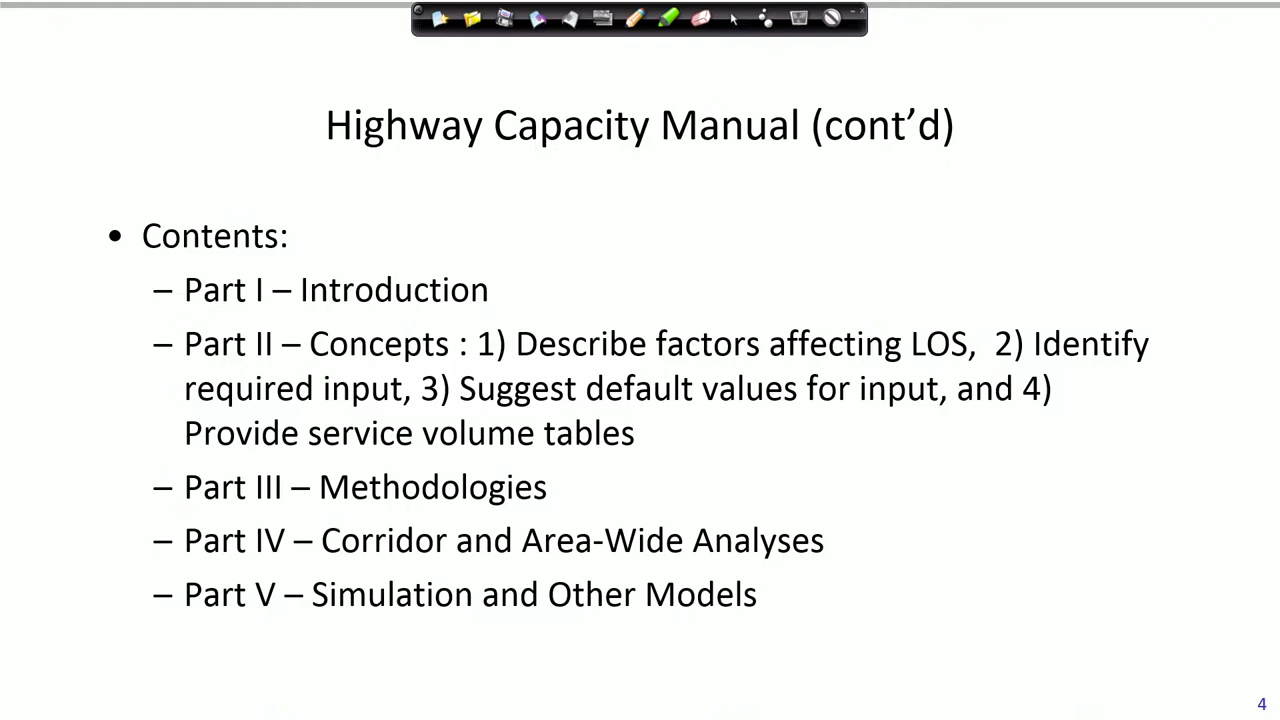 Highway Capacity Manual (cont’d)
• Contents:
– Part I – Introduction
– Part II – Concepts : 1) Describe factors affecting LOS,  2) Identify
required input, 3) Suggest default values for input, and 4)
Provide service volume tables
– Part III – Methodologies
– Part IV – Corridor and Area-Wide Analyses
– Part V – Simulation and Other Models
4